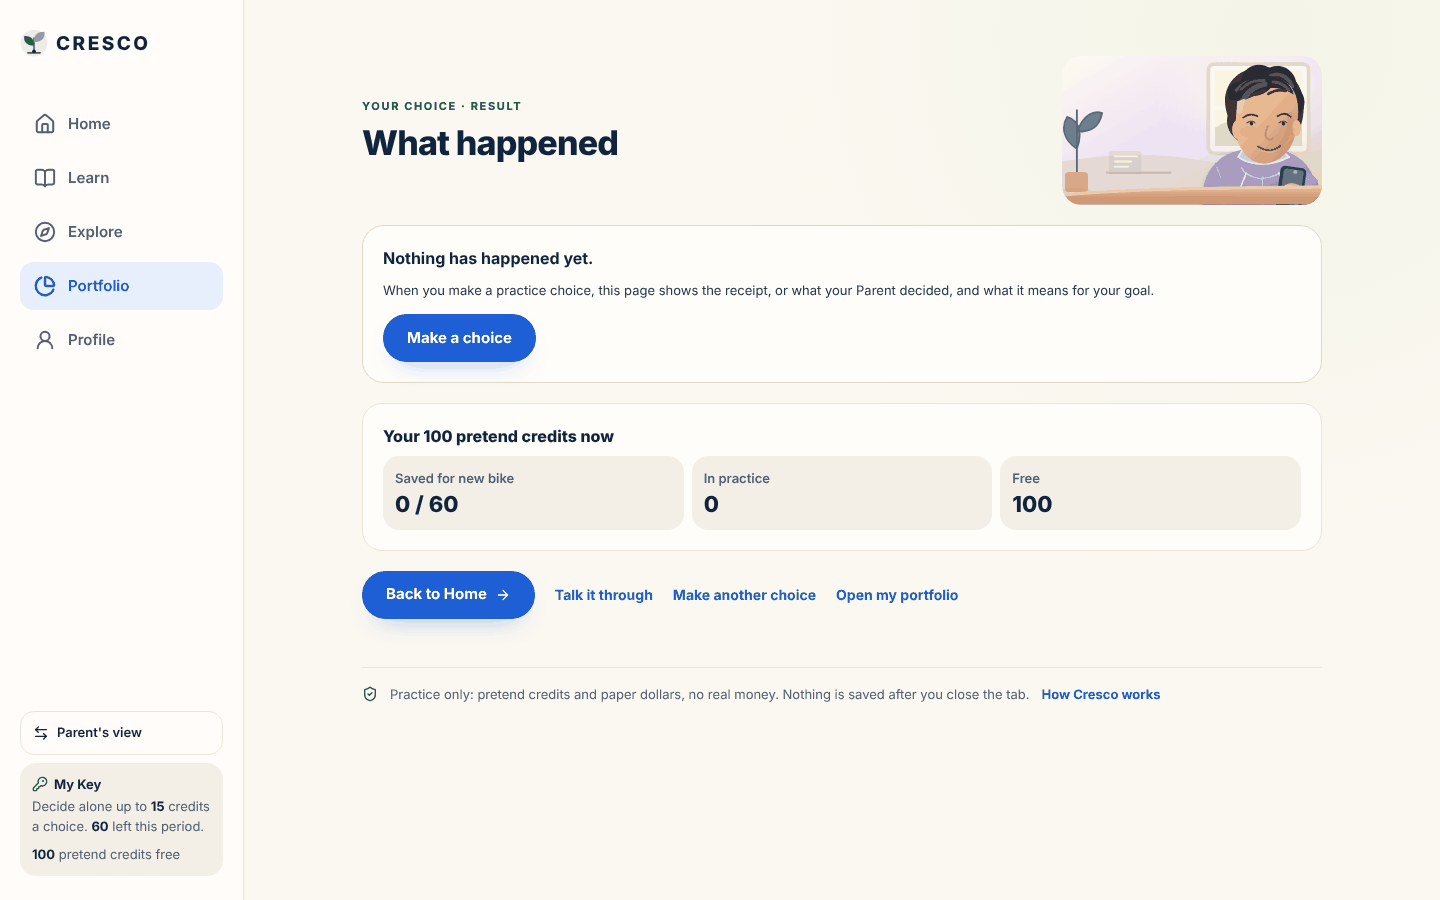 CRESCO
Home
Learn
Explore
Portfolio
Profile
Parent's view
My Key
Decide alone up to 15 credits
a choice. 60 left this period.
100 pretend credits free
YOUR CHOICE · RESULT
What happened
Nothing has happened yet.
When you make a practice choice, this page shows the receipt, or what your Parent decided, and what it means for your goal.
Make a choice
Your 100 pretend credits now
Saved for new bike
0 / 60
In practice
0
Free
100
Back to Home
Talk it through
Make another choice
Open my portfolio
Practice only: pretend credits and paper dollars, no real money. Nothing is saved after you close the tab. How Cresco works